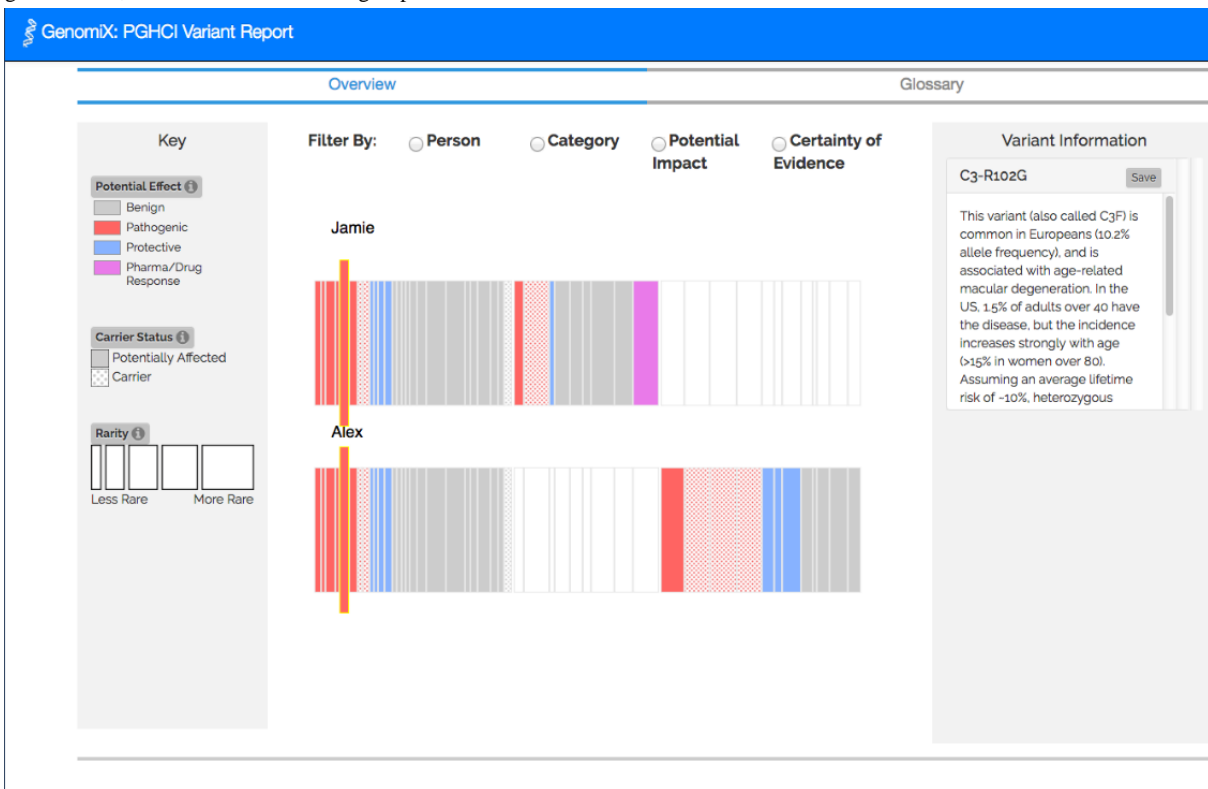 GenomiX: PGHCI Variant Report
Overview
Glossary
Key
Potential Effect i
Benign
Pathogenic
Protective
Pharma/Drug
Response
Carrier Status i
Potentially Affected
Carrier
Rarity i
Less Rare More Rare
Filter By: Person Category Potential Certainty of
Impact Evidence
Jamie
Alex
Variant Information
C3-R102G Save
This variant (also called C3F) is
common in Europeans (10.2%
allele frequency), and is
associated with age-related
macular degeneration. In the
US, 1.5% of adults over 40 have
the disease, but the incidence
increases strongly with age
(>15% in women over 80).
Assuming an average lifetime
risk of ~10%, heterozygous